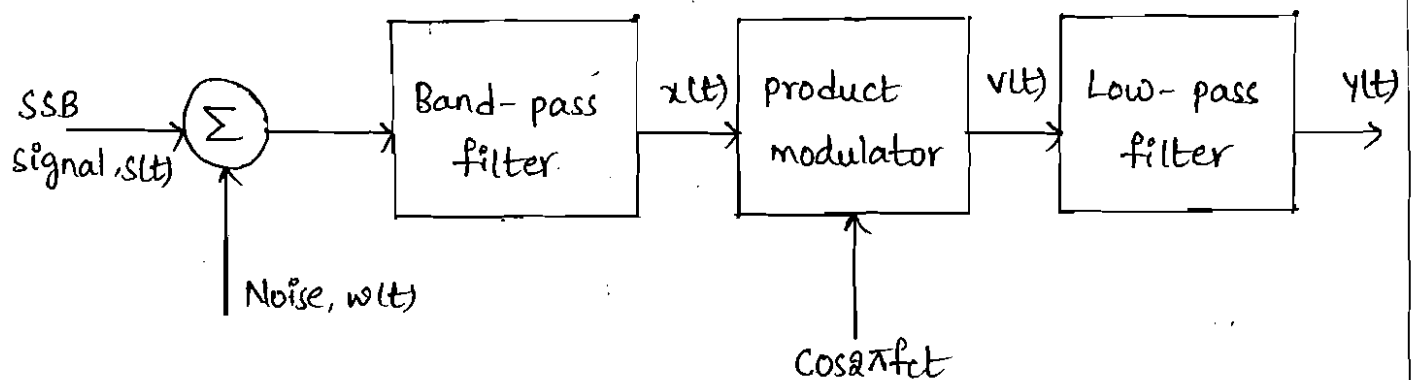 SSB
Signal, s(t)
Σ
Noise, w(t)
Band-pass
filter
x(t)
product
modulator
cos2πfct
v(t)
Low-pass
filter
y(t)